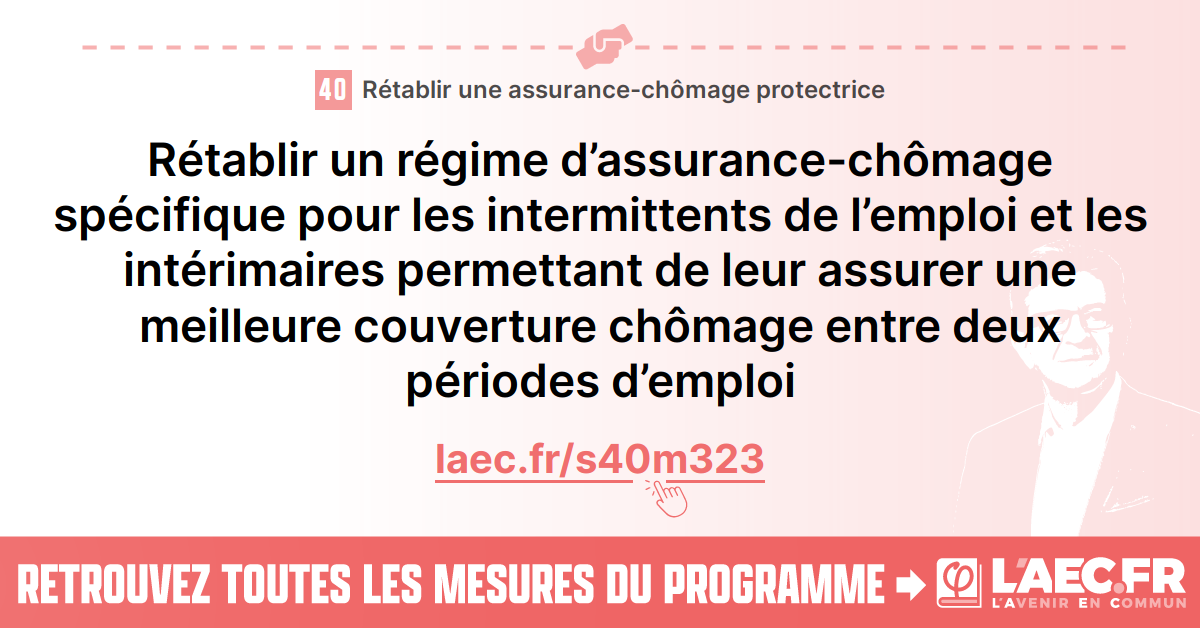 40 Rétablir une assurance-chômage protectrice
Rétablir un régime d’assurance-chômage
spécifique pour les intermittents de l’emploi et les
intérimaires permettant de leur assurer une
meilleure couverture chômage entre deux
périodes d’emploi
laec.fr/s40m323
RETROUVEZ TOUTES LES MESURES DU PROGRAMME
φ L'AEC.FR
L'AVENIR EN COMMUN